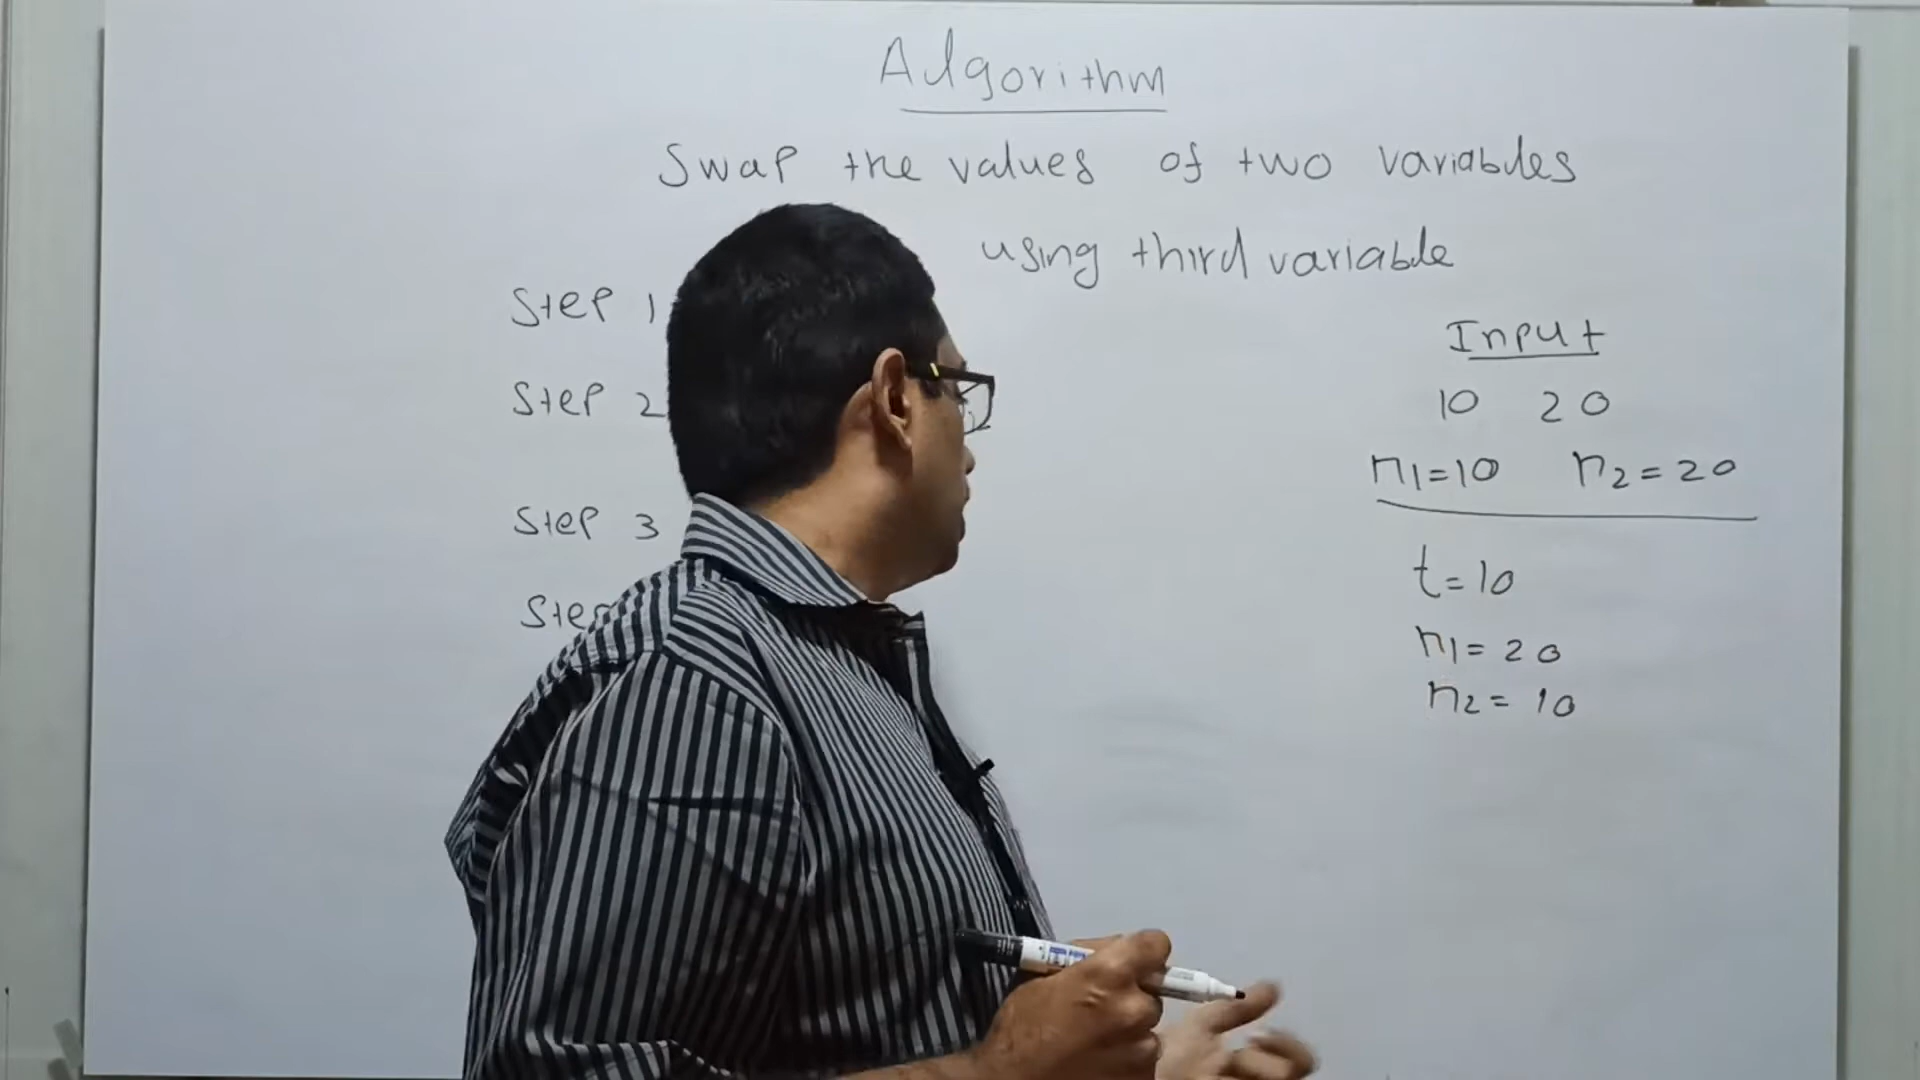 Algorithm
Swap the values of two variables
using third variable
Step 1
Step 2
Step 3
Step
Input
10 20
n1=10 n2=20
t=10
n1=20
n2=10